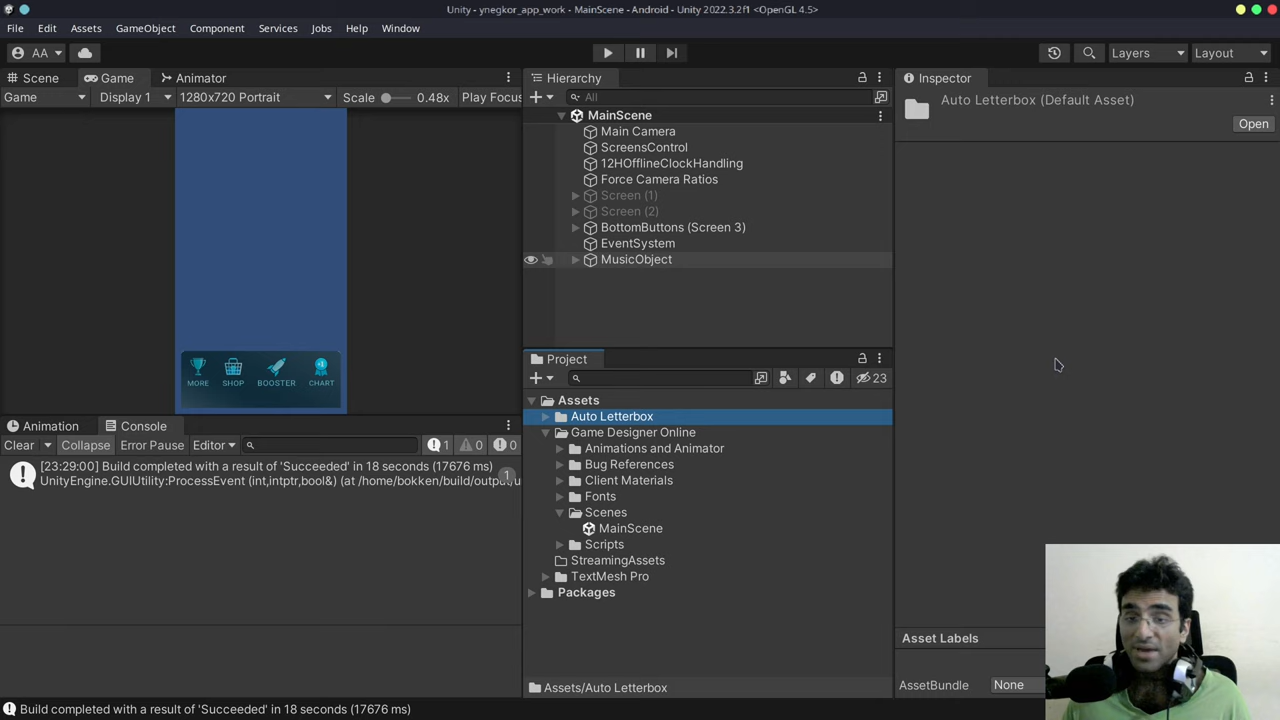 Unity - ynegkor_app_work - MainScene - Android - Unity 2022.3.2f1 <OpenGL 4.5>
File Edit Assets GameObject Component Services Jobs Help Window
AA Layers Layout
Scene Game Animator
Game Display 1 1280x720 Portrait Scale 0.48x Play Focus
MORE SHOP BOOSTER CHART
Animation Console
Clear Collapse Error Pause Editor 1 0 0
[23:29:00] Build completed with a result of 'Succeeded' in 18 seconds (17676 ms)
UnityEngine.GUIUtility:ProcessEvent (int,intptr,bool&) (at /home/bokken/build/output/u
1
Hierarchy
All
MainScene
Main Camera
ScreensControl
12HOfflineClockHandling
Force Camera Ratios
Screen (1)
Screen (2)
BottomButtons (Screen 3)
EventSystem
MusicObject
Project
23
Assets
Auto Letterbox
Game Designer Online
Animations and Animator
Bug References
Client Materials
Fonts
Scenes
MainScene
Scripts
StreamingAssets
TextMesh Pro
Packages
Assets/Auto Letterbox
Inspector
Auto Letterbox (Default Asset)
Open
Asset Labels
AssetBundle None
Build completed with a result of 'Succeeded' in 18 seconds (17676 ms)